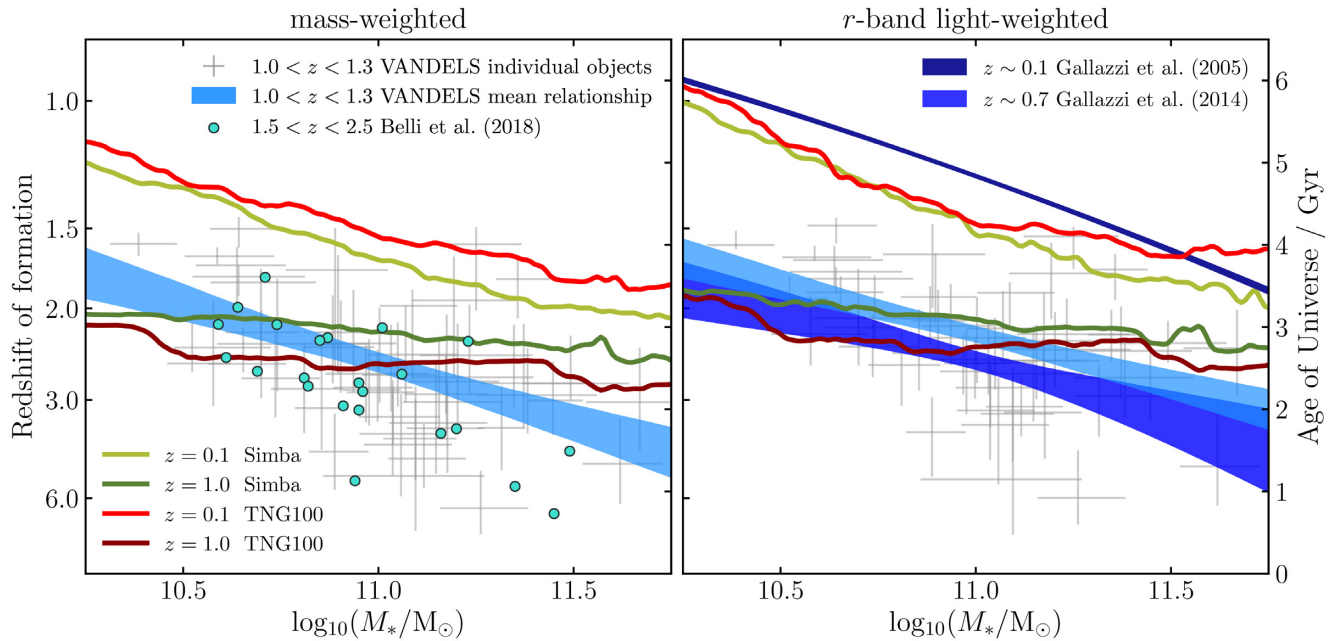 mass-weighted
1.0 < z < 1.3 VANDELS individual objects
1.0 < z < 1.3 VANDELS mean relationship
1.5 < z < 2.5 Belli et al. (2018)
1.0
1.5
2.0
3.0
6.0
Redshift of formation
z = 0.1 Simba
z = 1.0 Simba
z = 0.1 TNG100
z = 1.0 TNG100
10.5
11.0
11.5
log₁₀(M*/M⊙)
r-band light-weighted
z ∼ 0.1 Gallazzi et al. (2005)
z ∼ 0.7 Gallazzi et al. (2014)
6
5
4
3
2
1
0
Age of Universe / Gyr
10.5
11.0
11.5
log₁₀(M*/M⊙)